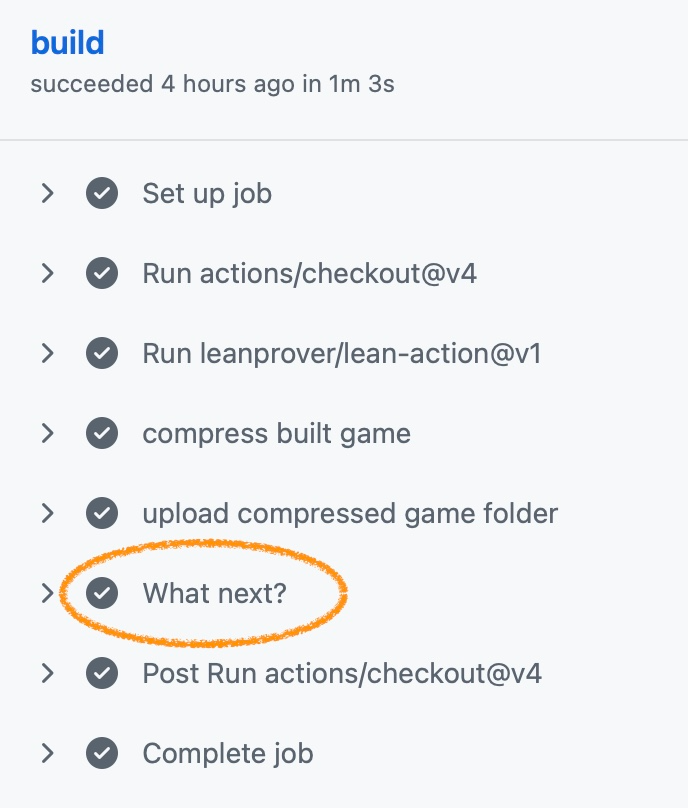 build
succeeded 4 hours ago in 1m 3s
Set up job
Run actions/checkout@v4
Run leanprover/lean-action@v1
compress built game
upload compressed game folder
What next?
Post Run actions/checkout@v4
Complete job